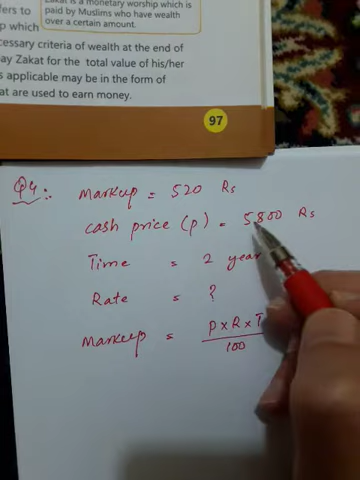 Zakat is a monetary worship which is
fers to
paid by Muslims who have wealth
p which
over a certain amount.
cessary criteria of wealth at the end of
pay Zakat for the total value of his/her
s applicable may be in the form of
at are used to earn money.
97
Q4
Markup = 520 Rs
cash price (p) = 5800 Rs
Time = 2 year
Rate = ?
Markup = P x R x T
100